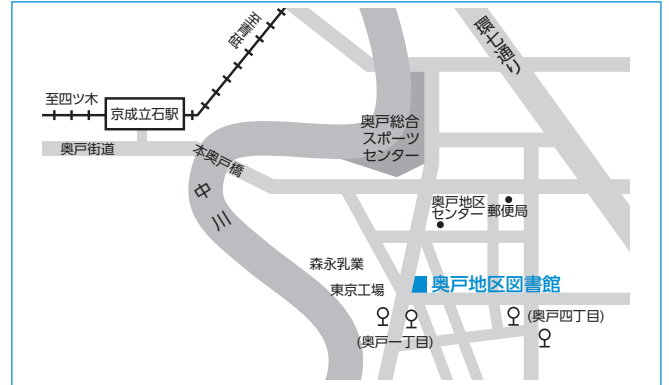 至青砥
環七通り
至四ツ木
京成立石駅
奥戸総合
スポーツ
センター
奥戸街道
本奥戸橋
中川
奥戸地区
センター
郵便局
森永乳業
東京工場
奥戸地区図書館
(奥戸四丁目)
(奥戸一丁目)